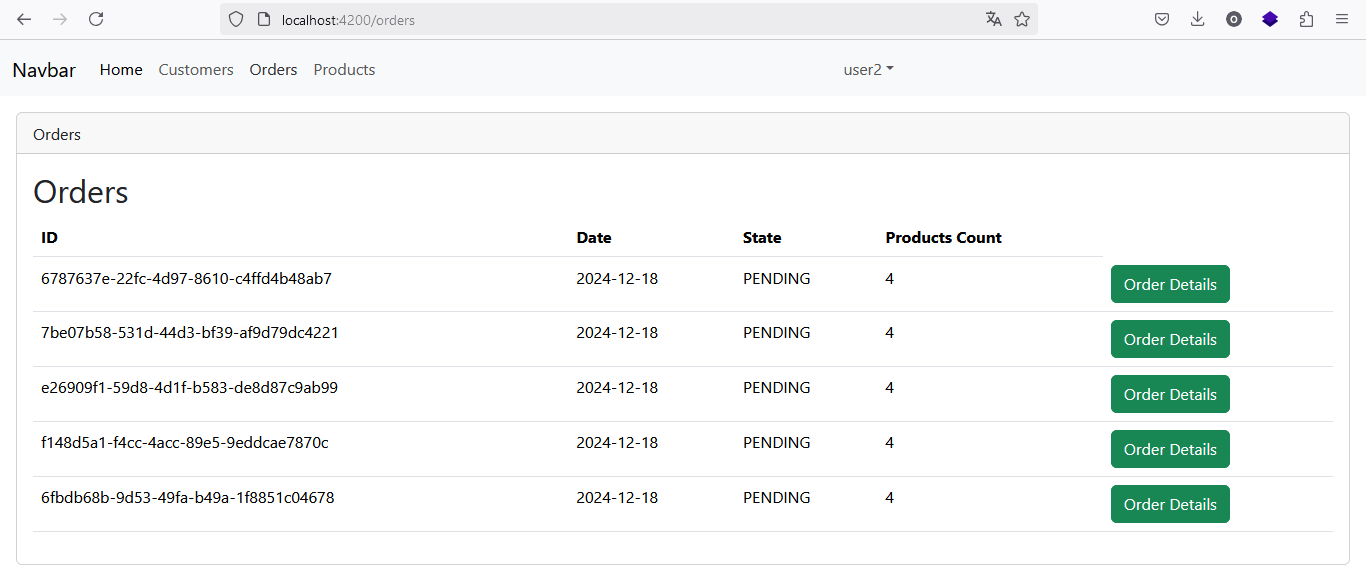 localhost:4200/orders
Navbar Home Customers Orders Products user2
Orders
Orders
ID Date State Products Count
6787637e-22fc-4d97-8610-c4ffd4b48ab7 2024-12-18 PENDING 4 Order Details
7be07b58-531d-44d3-bf39-af9d79dc4221 2024-12-18 PENDING 4 Order Details
e26909f1-59d8-4d1f-b583-de8d87c9ab99 2024-12-18 PENDING 4 Order Details
f148d5a1-f4cc-4acc-89e5-9eddcae7870c 2024-12-18 PENDING 4 Order Details
6fbdb68b-9d53-49fa-b49a-1f8851c04678 2024-12-18 PENDING 4 Order Details